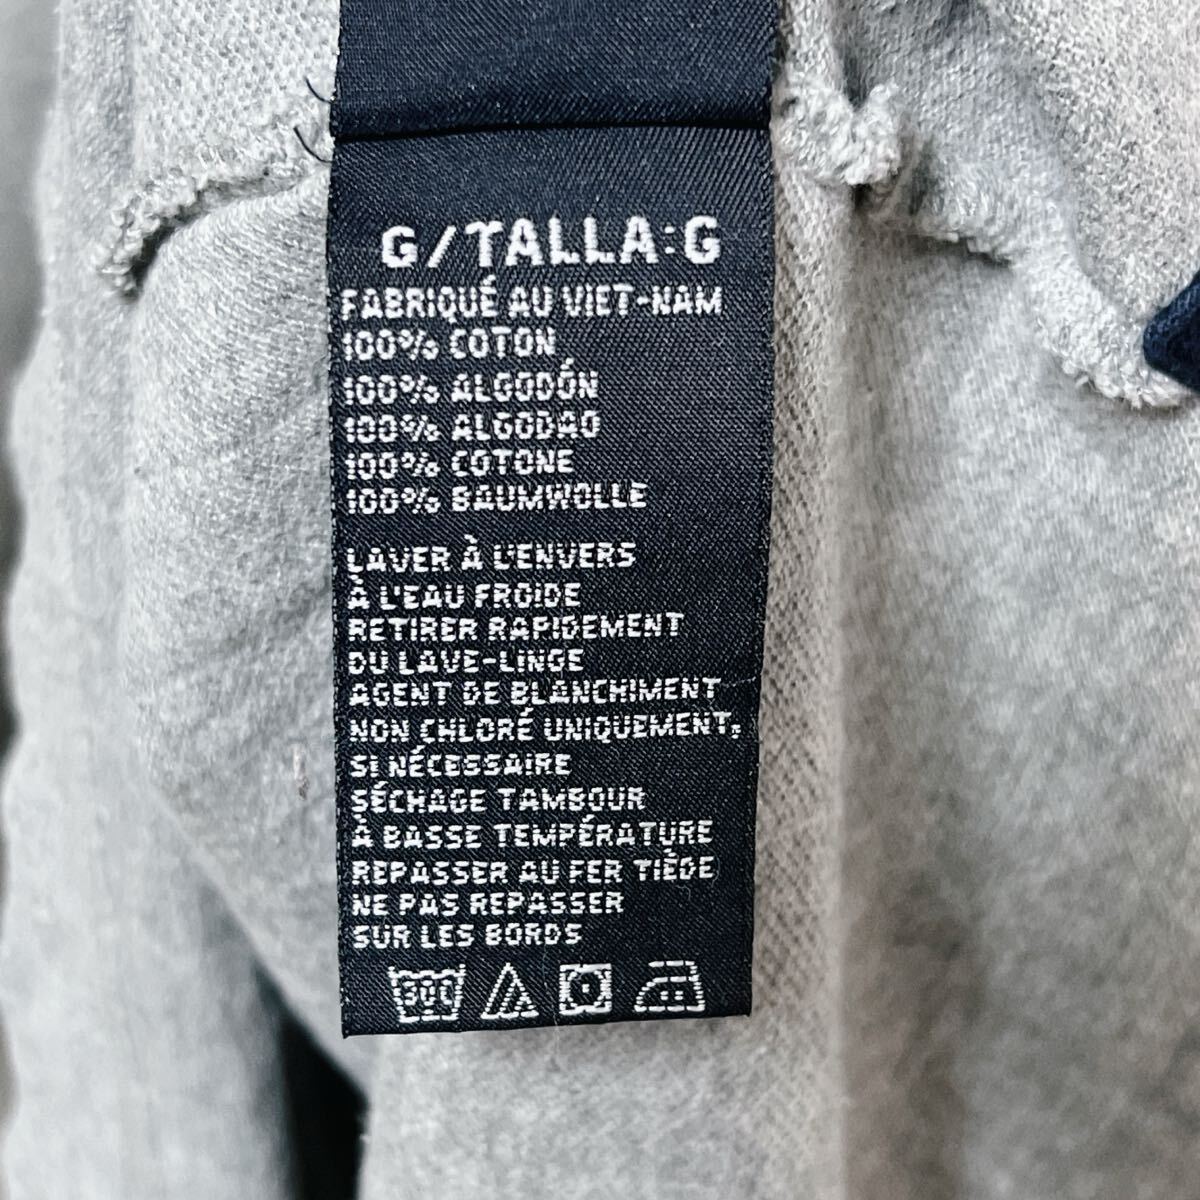 G/TALLA:G
FABRIQUÉ AU VIET-NAM
100% COTON
100% ALGODÓN
100% ALGODAO
100% COTONE
100% BAUMWOLLE
LAVER À L'ENVERS
À L'EAU FROIDE
RETIRER RAPIDEMENT
DU LAVE-LINGE
AGENT DE BLANCHIMENT
NON CHLORÉ UNIQUEMENT,
SI NÉCESSAIRE
SÉCHAGE TAMBOUR
À BASSE TEMPÉRATURE
REPASSER AU FER TIÈDE
NE PAS REPASSER
SUR LES BORDS
30C